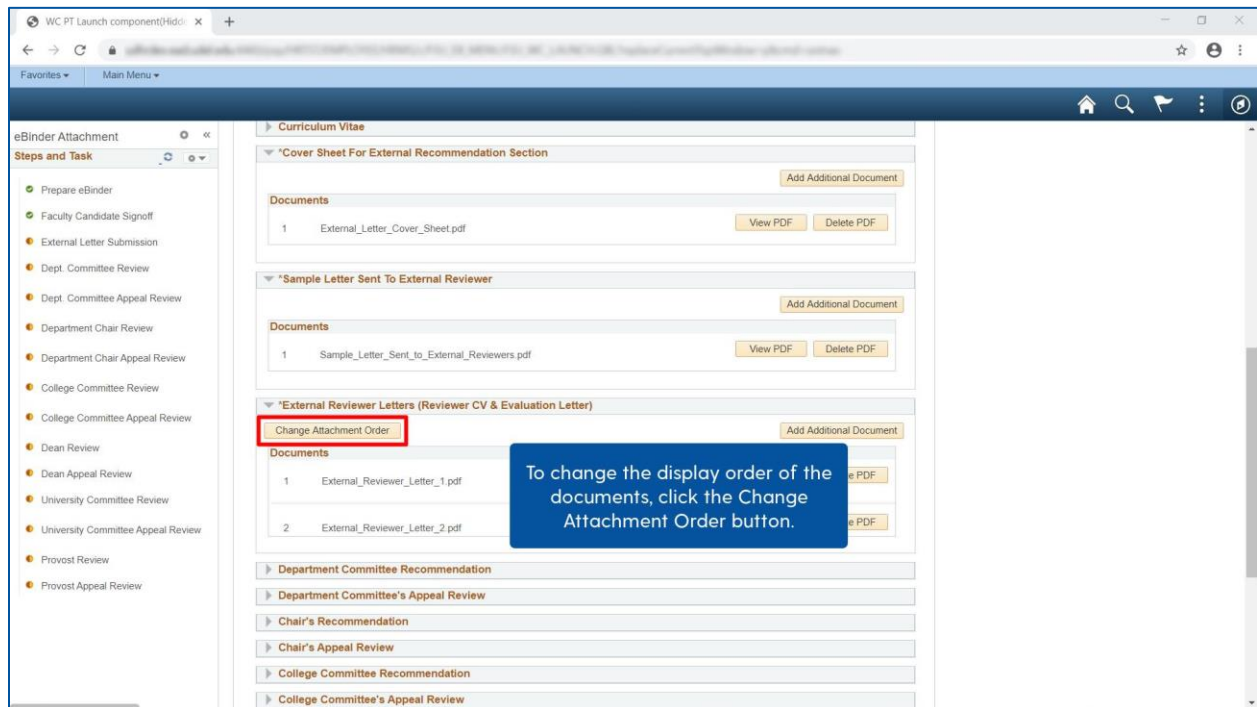 WC PT Launch component(Hidde
Favorites
Main Menu
eBinder Attachment
Steps and Task
Prepare eBinder
Faculty Candidate Signoff
External Letter Submission
Dept. Committee Review
Dept. Committee Appeal Review
Department Chair Review
Department Chair Appeal Review
College Committee Review
College Committee Appeal Review
Dean Review
Dean Appeal Review
University Committee Review
University Committee Appeal Review
Provost Review
Provost Appeal Review
Curriculum Vitae
*Cover Sheet For External Recommendation Section
Add Additional Document
Documents
1 External_Letter_Cover_Sheet.pdf View PDF Delete PDF
*Sample Letter Sent To External Reviewer
Add Additional Document
Documents
1 Sample_Letter_Sent_to_External_Reviewers.pdf View PDF Delete PDF
*External Reviewer Letters (Reviewer CV & Evaluation Letter)
Change Attachment Order Add Additional Document
Documents
1 External_Reviewer_Letter_1.pdf e PDF
2 External_Reviewer_Letter_2.pdf e PDF
To change the display order of the
documents, click the Change
Attachment Order button.
Department Committee Recommendation
Department Committee's Appeal Review
Chair's Recommendation
Chair's Appeal Review
College Committee Recommendation
College Committee's Appeal Review